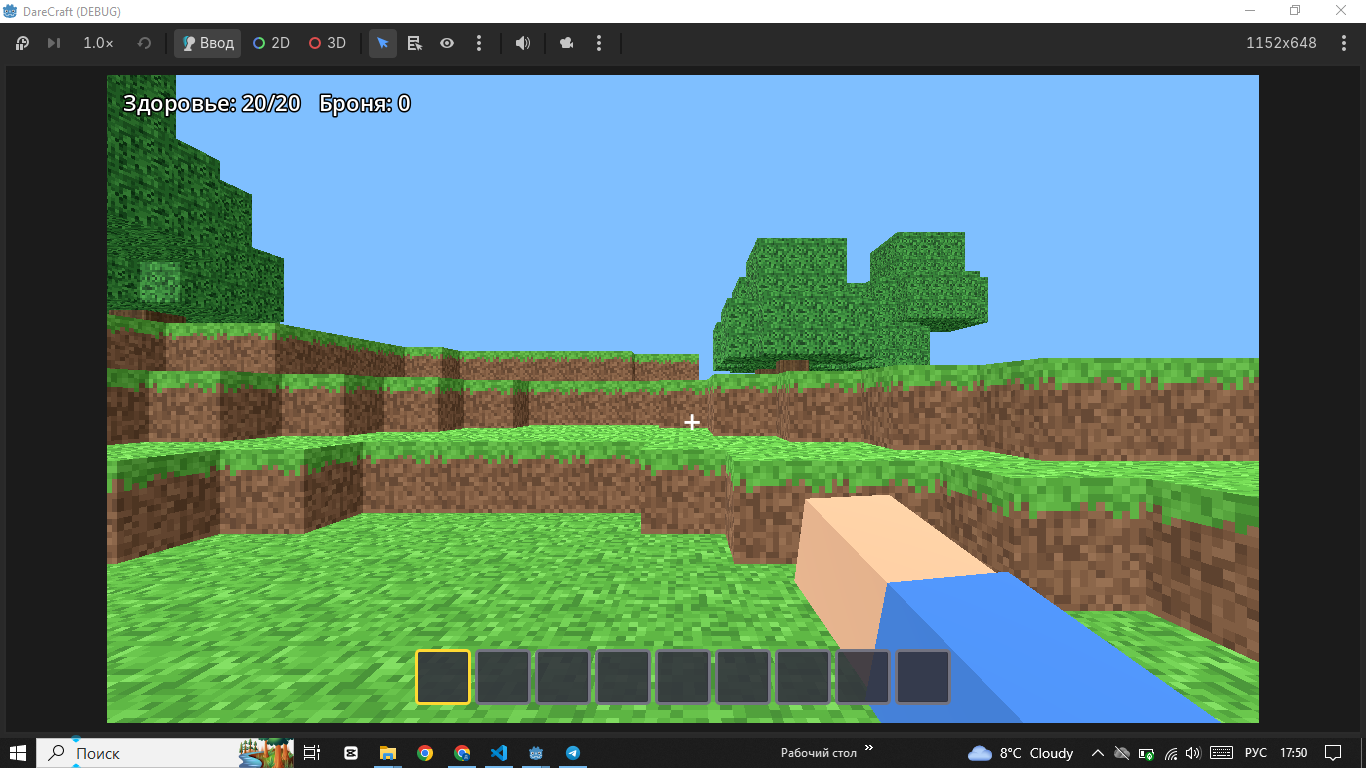 DareCraft (DEBUG)
1.0× Ввод 2D 3D 1152x648
Здоровье: 20/20 Броня: 0
Поиск Рабочий стол » 8°C Cloudy РУС 17:50